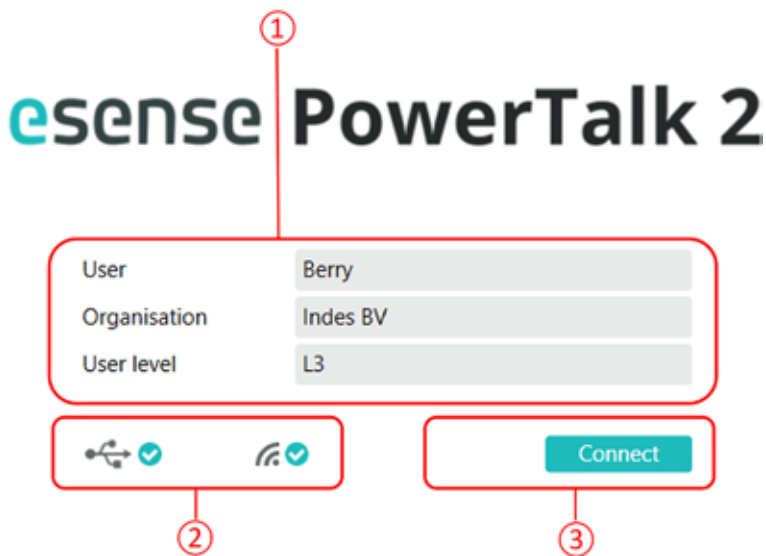 ①
esense PowerTalk 2
User Berry
Organisation Indes BV
User level L3
Connect
② ③